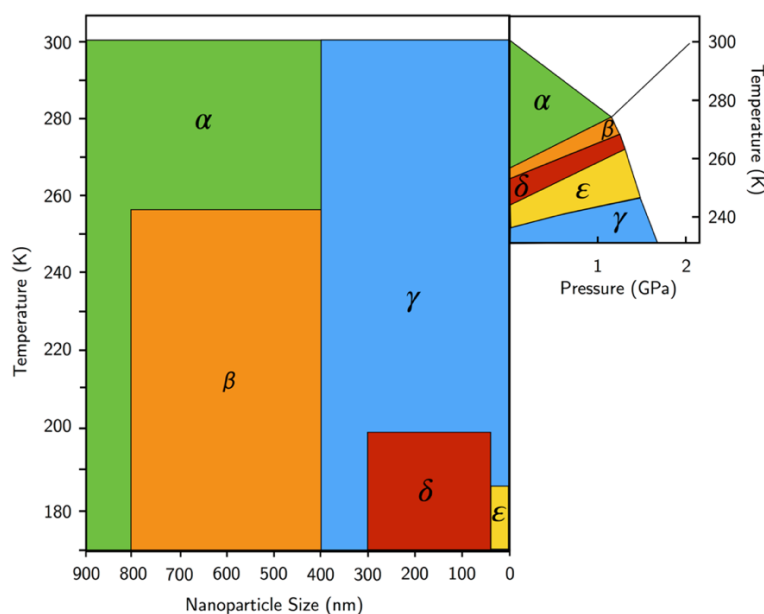 300
280
260
240
220
200
180
Temperature (K)
900
800
700
600
500
400
300
200
100
0
Nanoparticle Size (nm)
α
β
γ
δ
ε
α
β
δ
ε
γ
300
280
260
240
Temperature (K)
1
2
Pressure (GPa)